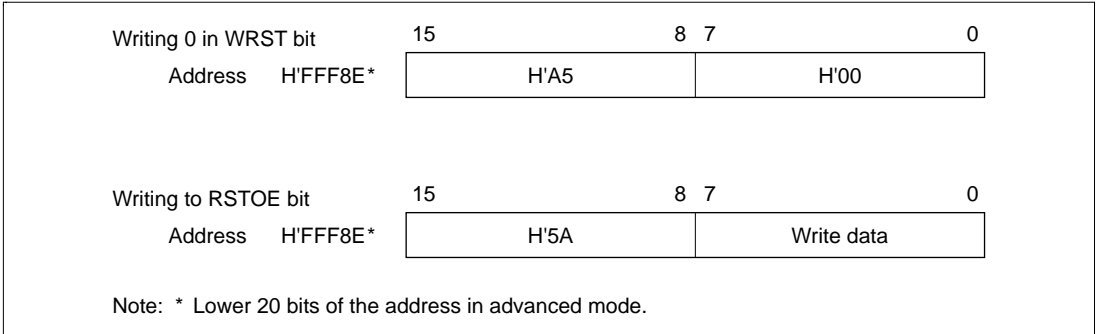 Writing 0 in WRST bit 15 8 7 0
Address H'FFF8E* H'A5 H'00
Writing to RSTOE bit 15 8 7 0
Address H'FFF8E* H'5A Write data
Note: * Lower 20 bits of the address in advanced mode.